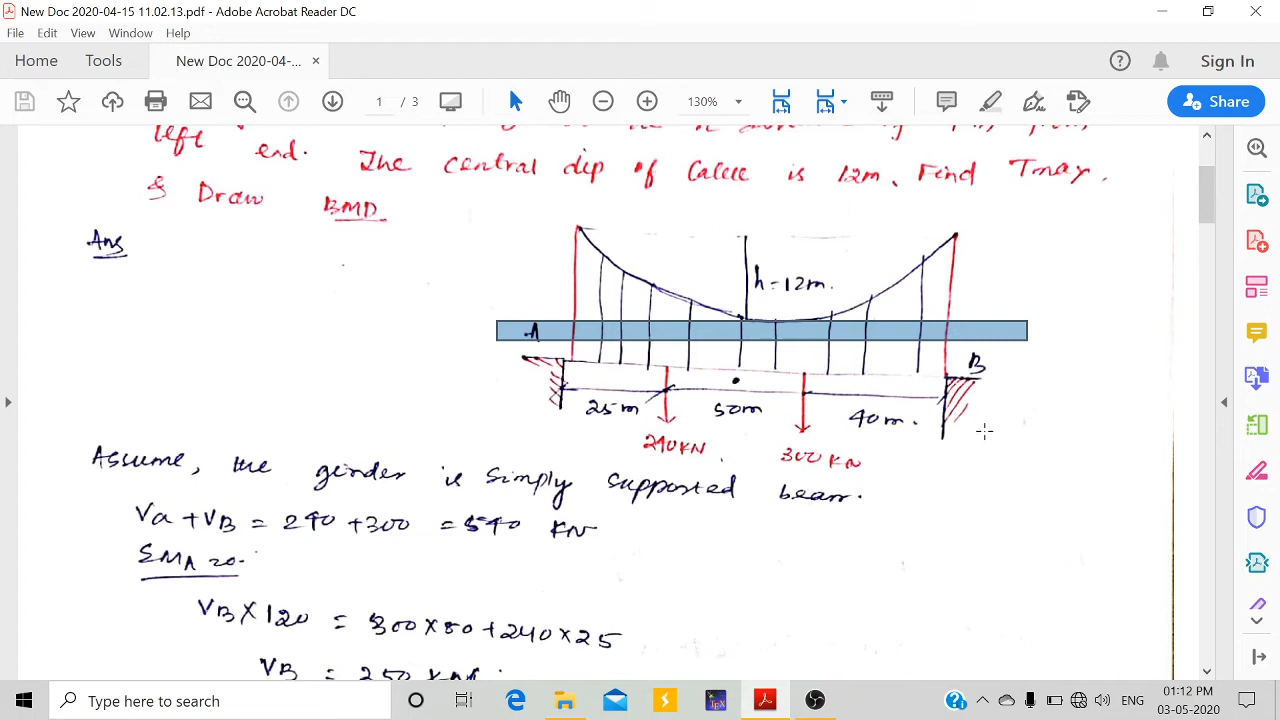 New Doc 2020-04-15 11.02.13.pdf - Adobe Acrobat Reader DC
File Edit View Window Help
Home Tools New Doc 2020-04-... × Sign In
1 / 3 130% Share
left end. The central dip of Calcle is 12m. Find Tmax.
& Draw BMD
Ans
h=12m.
A
B
25m 50m 40m.
240KN 300KN
Assume, the girder is simply supported beam.
Va + VB = 240 + 300 = 540 KN
ΣMA = 0.
VB × 120 = 300×80+240×25
VB = 250 KN.
Type here to search
ENG
01:12 PM
03-05-2020